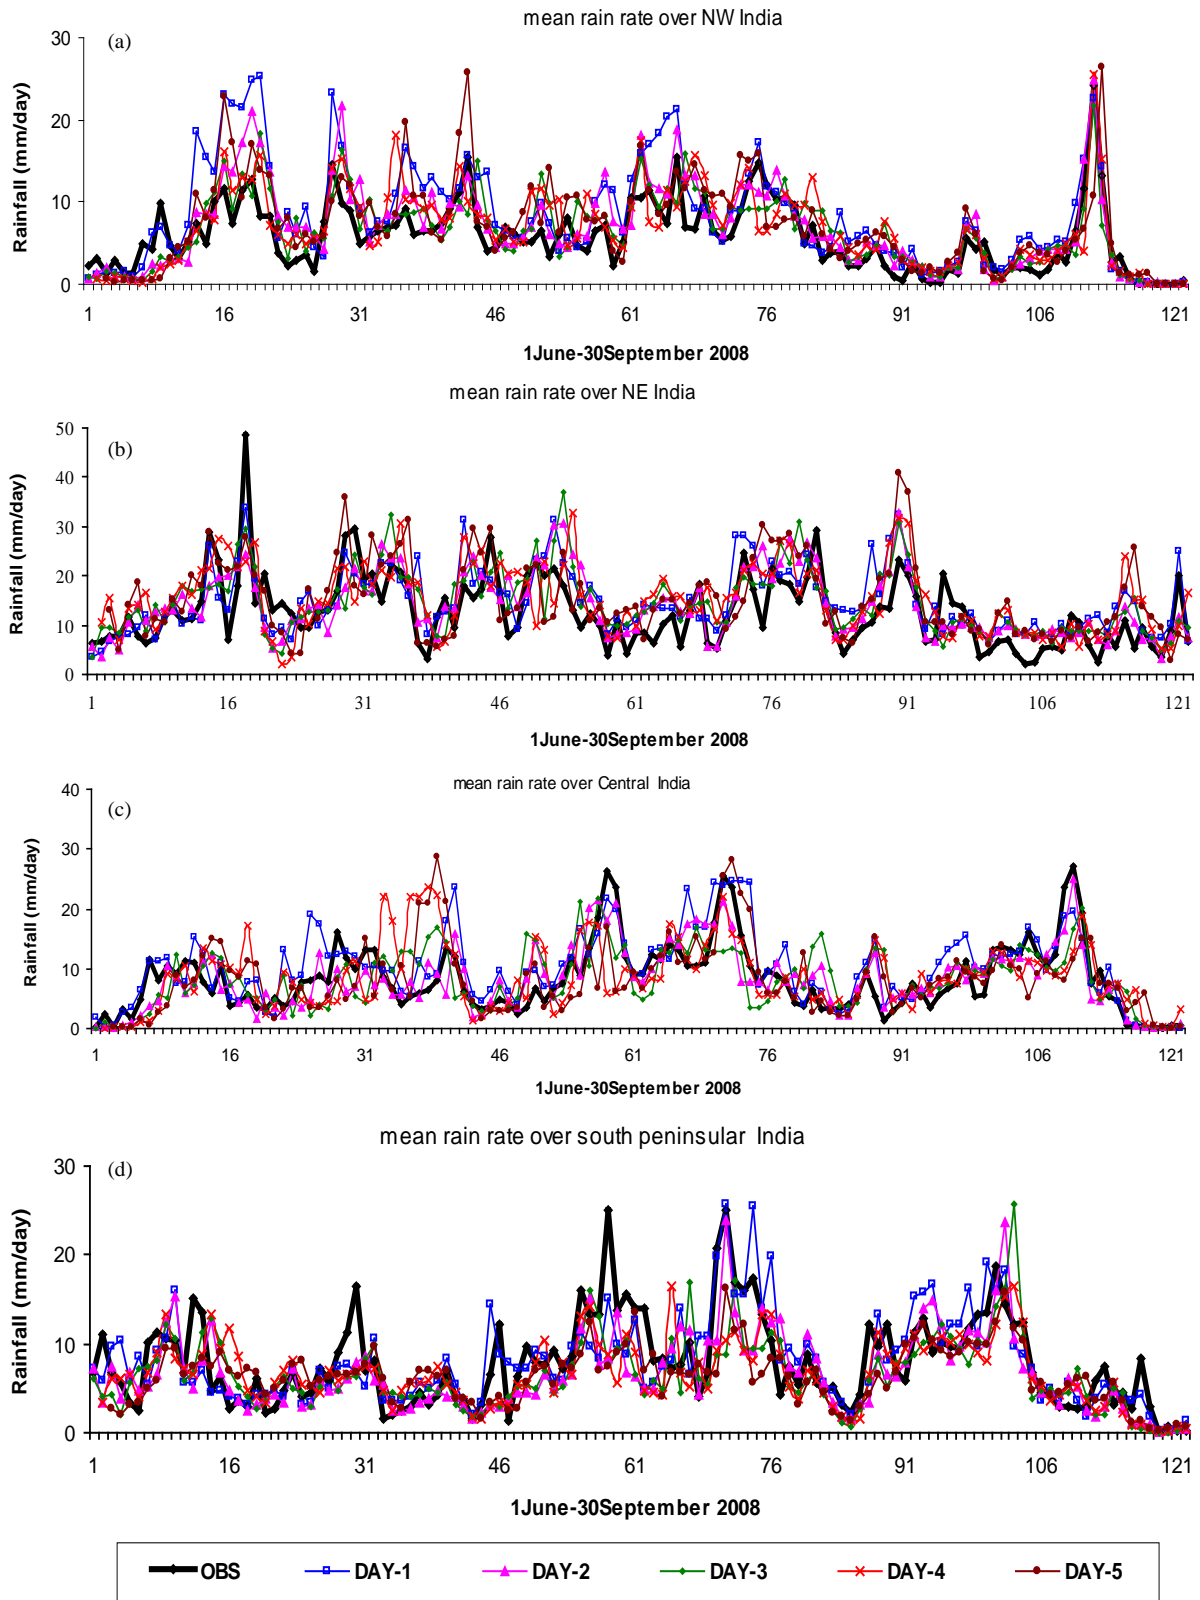 mean rain rate over NW India
(a)
Rainfall (mm/day)
30
20
10
0
1 16 31 46 61 76 91 106 121
1June-30September 2008
mean rain rate over NE India
(b)
Rainfall (mm/day)
50
40
30
20
10
0
1 16 31 46 61 76 91 106 121
1June-30September 2008
mean rain rate over Central India
(c)
Rainfall (mm/day)
40
30
20
10
0
1 16 31 46 61 76 91 106 121
1June-30September 2008
mean rain rate over south peninsular India
(d)
Rainfall (mm/day)
30
20
10
0
1 16 31 46 61 76 91 106 121
1June-30September 2008
OBS DAY-1 DAY-2 DAY-3 DAY-4 DAY-5